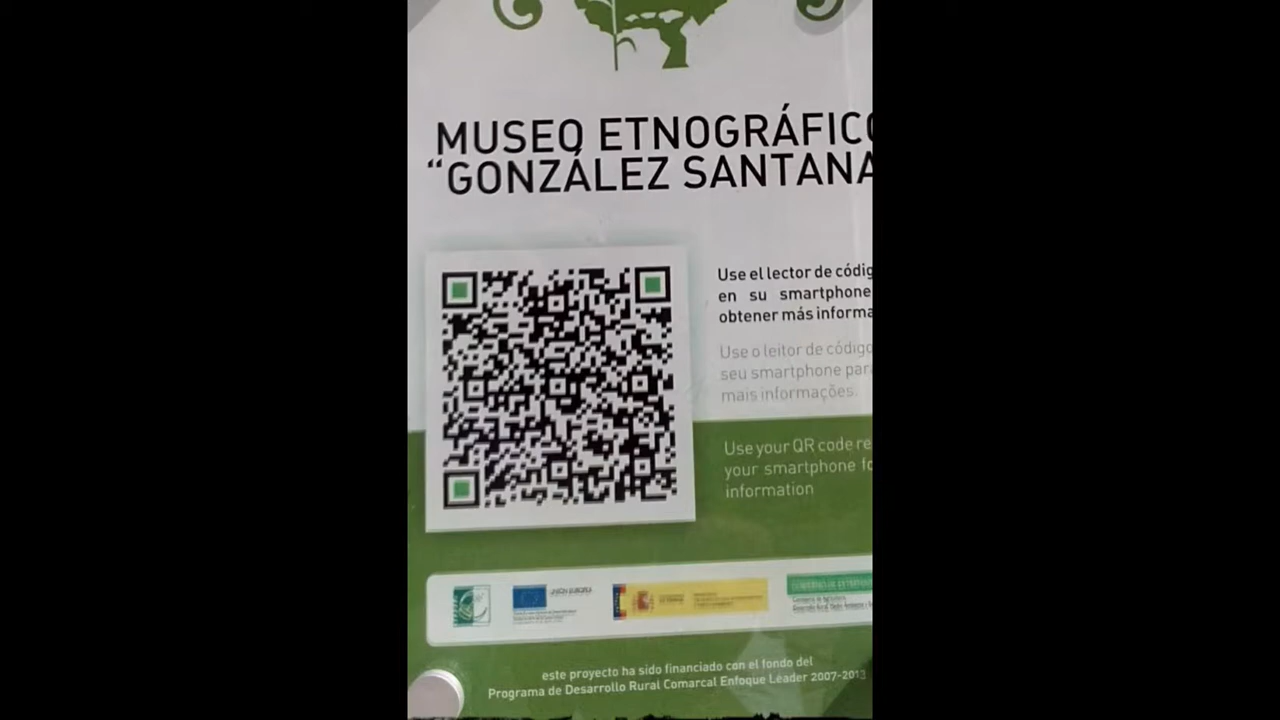 MUSEO ETNOGRÁFICO
“GONZÁLEZ SANTANA
Use el lector de códig
en su smartphone
obtener más informa
Use o leitor de código
seu smartphone par
mais informações.
Use your QR code re
your smartphone fo
information
UNIÓN EUROPEA
este proyecto ha sido financiado con el fondo del
Programa de Desarrollo Rural Comarcal Enfoque Leader 2007-2013